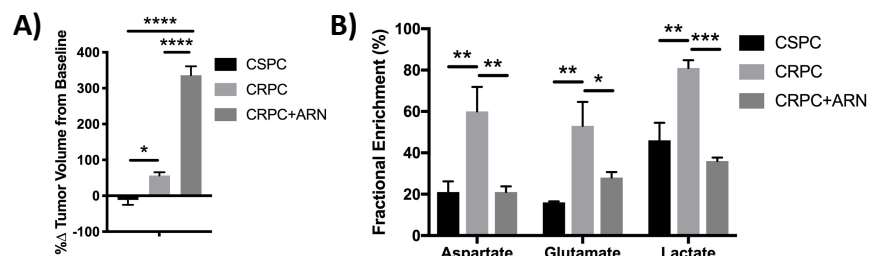 A)
%Δ Tumor Volume from Baseline
400
300
200
100
0
-100
****
****
*
CSPC
CRPC
CRPC+ARN
B)
Fractional Enrichment (%)
100
80
60
40
20
0
** **
** *
** ***
CSPC
CRPC
CRPC+ARN
Aspartate Glutamate Lactate